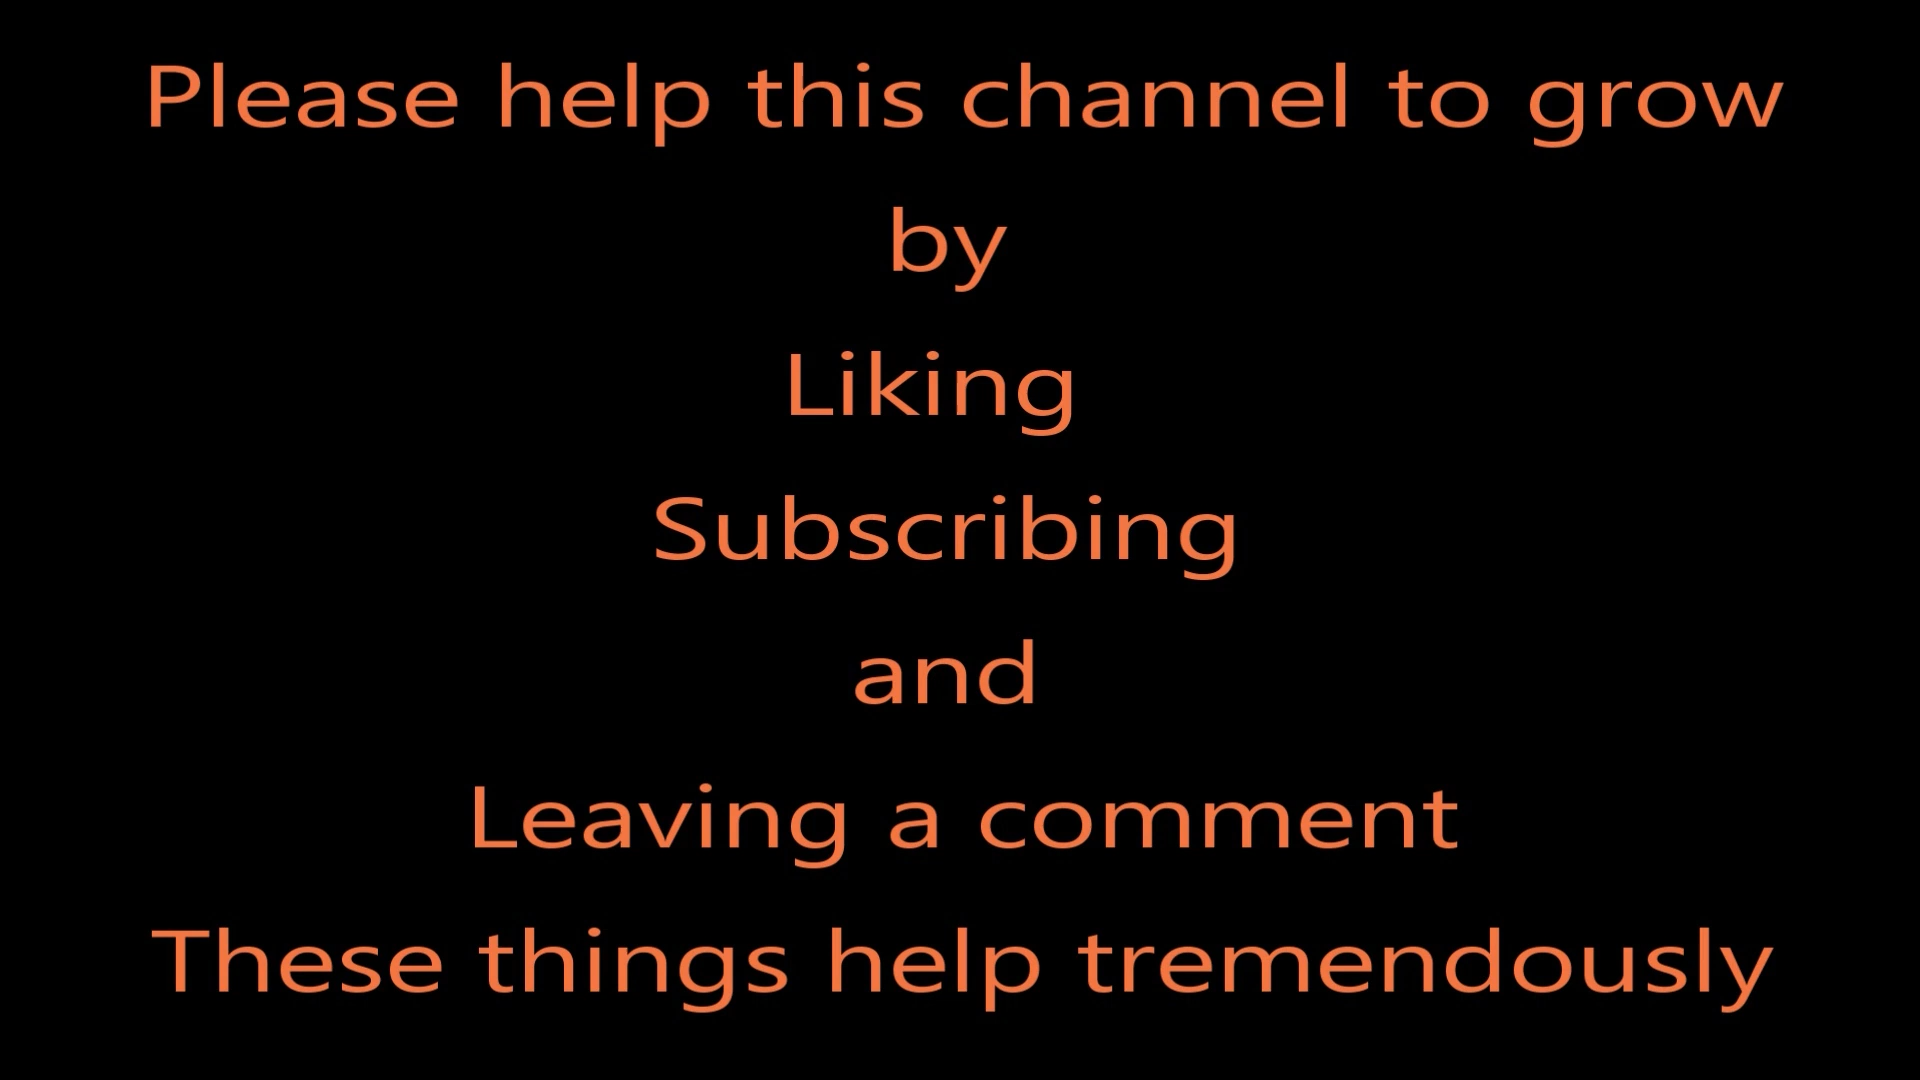 Please help this channel to grow
by
Liking
Subscribing
and
Leaving a comment
These things help tremendously